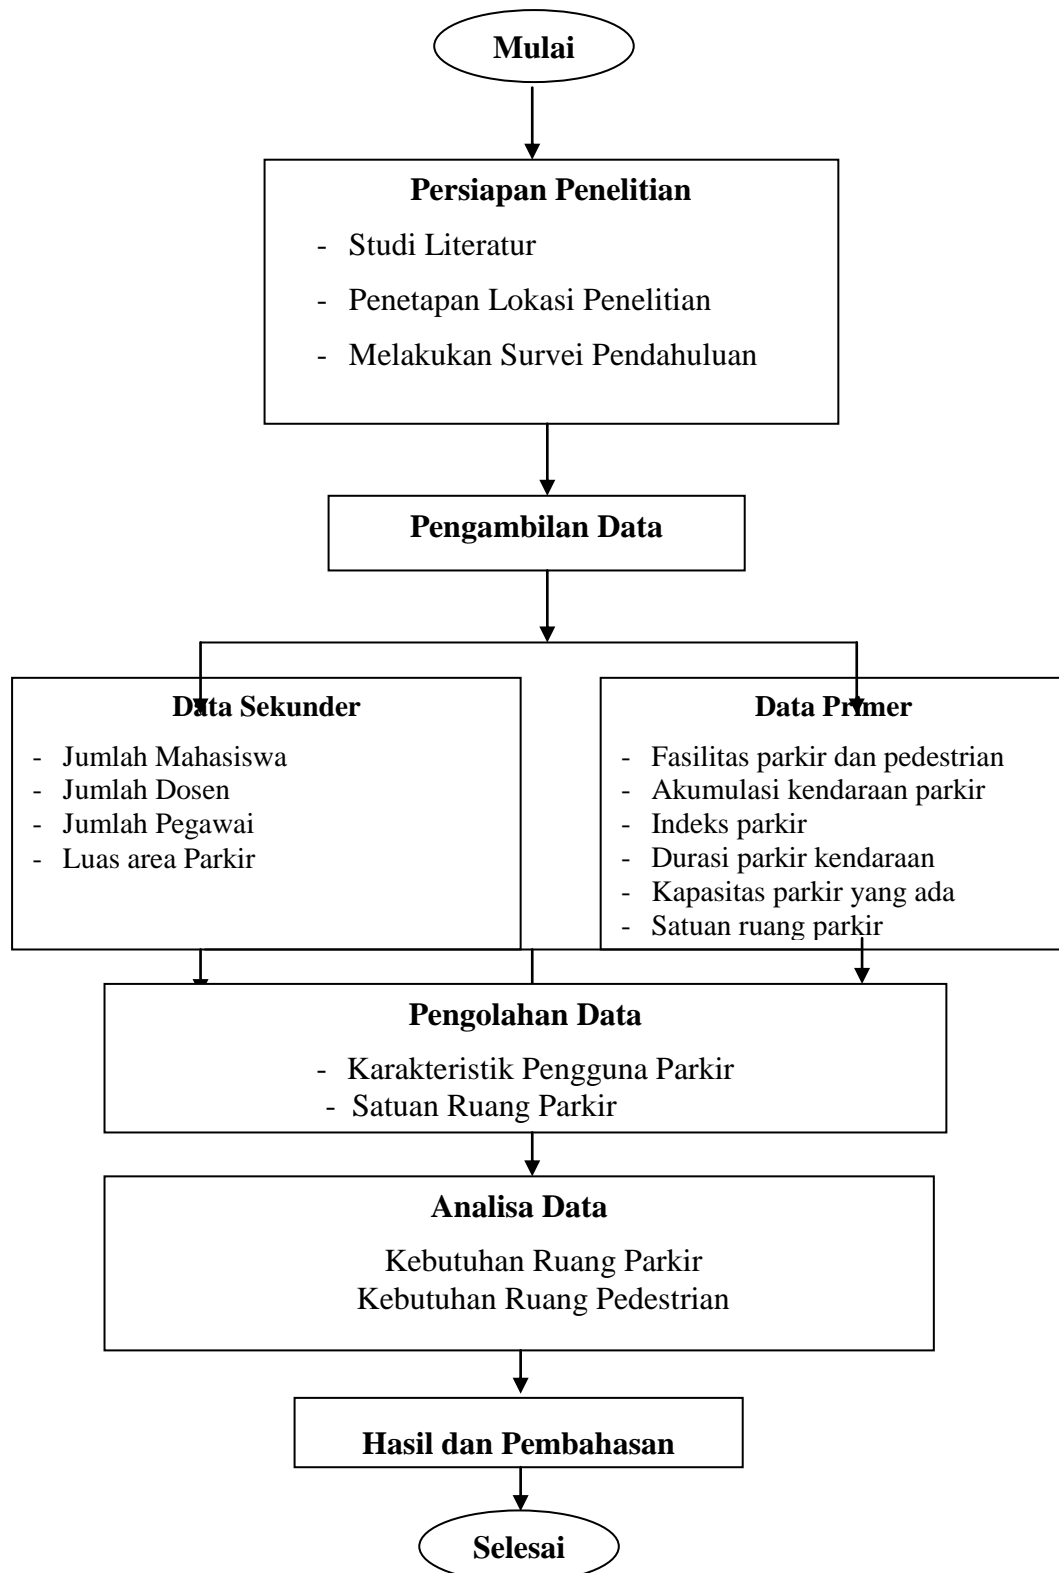 Mulai
Persiapan Penelitian
- Studi Literatur
- Penetapan Lokasi Penelitian
- Melakukan Survei Pendahuluan
Pengambilan Data
Data Sekunder
- Jumlah Mahasiswa
- Jumlah Dosen
- Jumlah Pegawai
- Luas area Parkir
Data Primer
- Fasilitas parkir dan pedestrian
- Akumulasi kendaraan parkir
- Indeks parkir
- Durasi parkir kendaraan
- Kapasitas parkir yang ada
- Satuan ruang parkir
Pengolahan Data
- Karakteristik Pengguna Parkir
- Satuan Ruang Parkir
Analisa Data
Kebutuhan Ruang Parkir
Kebutuhan Ruang Pedestrian
Hasil dan Pembahasan
Selesai